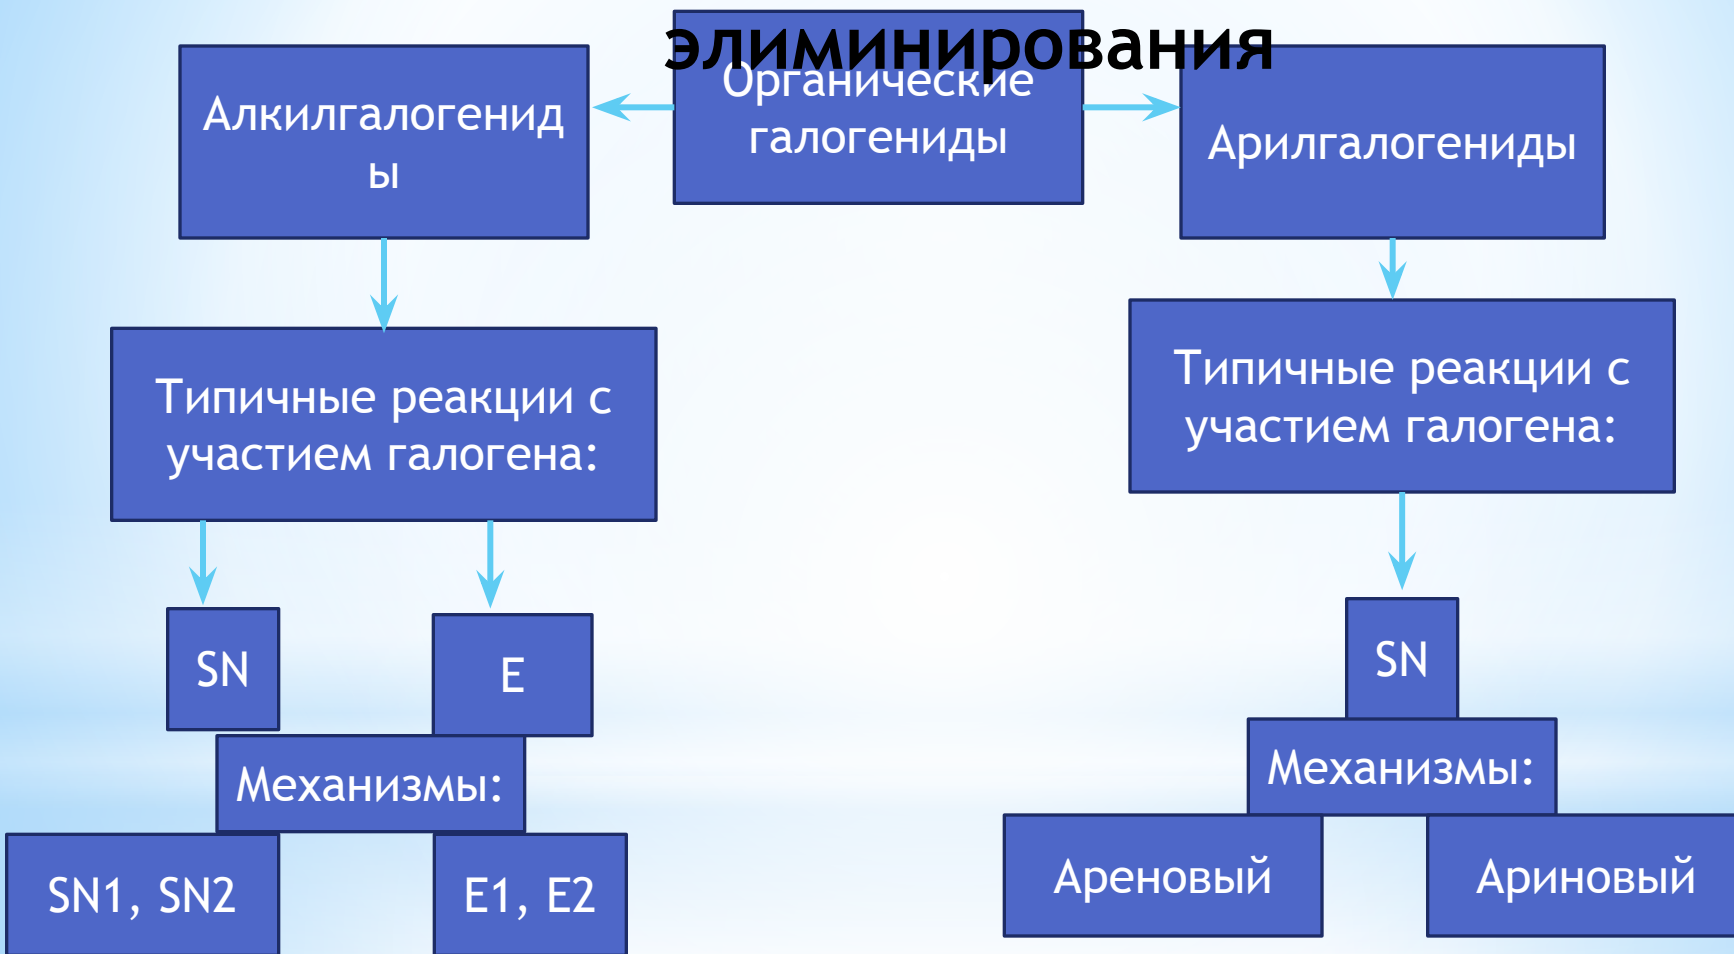 элиминирования
Органические
галогениды
Алкилгалогенид
ы
Арилгалогениды
Типичные реакции с
участием галогена:
Типичные реакции с
участием галогена:
SN
E
SN
Механизмы:
Механизмы:
SN1, SN2
E1, E2
Ареновый
Ариновый